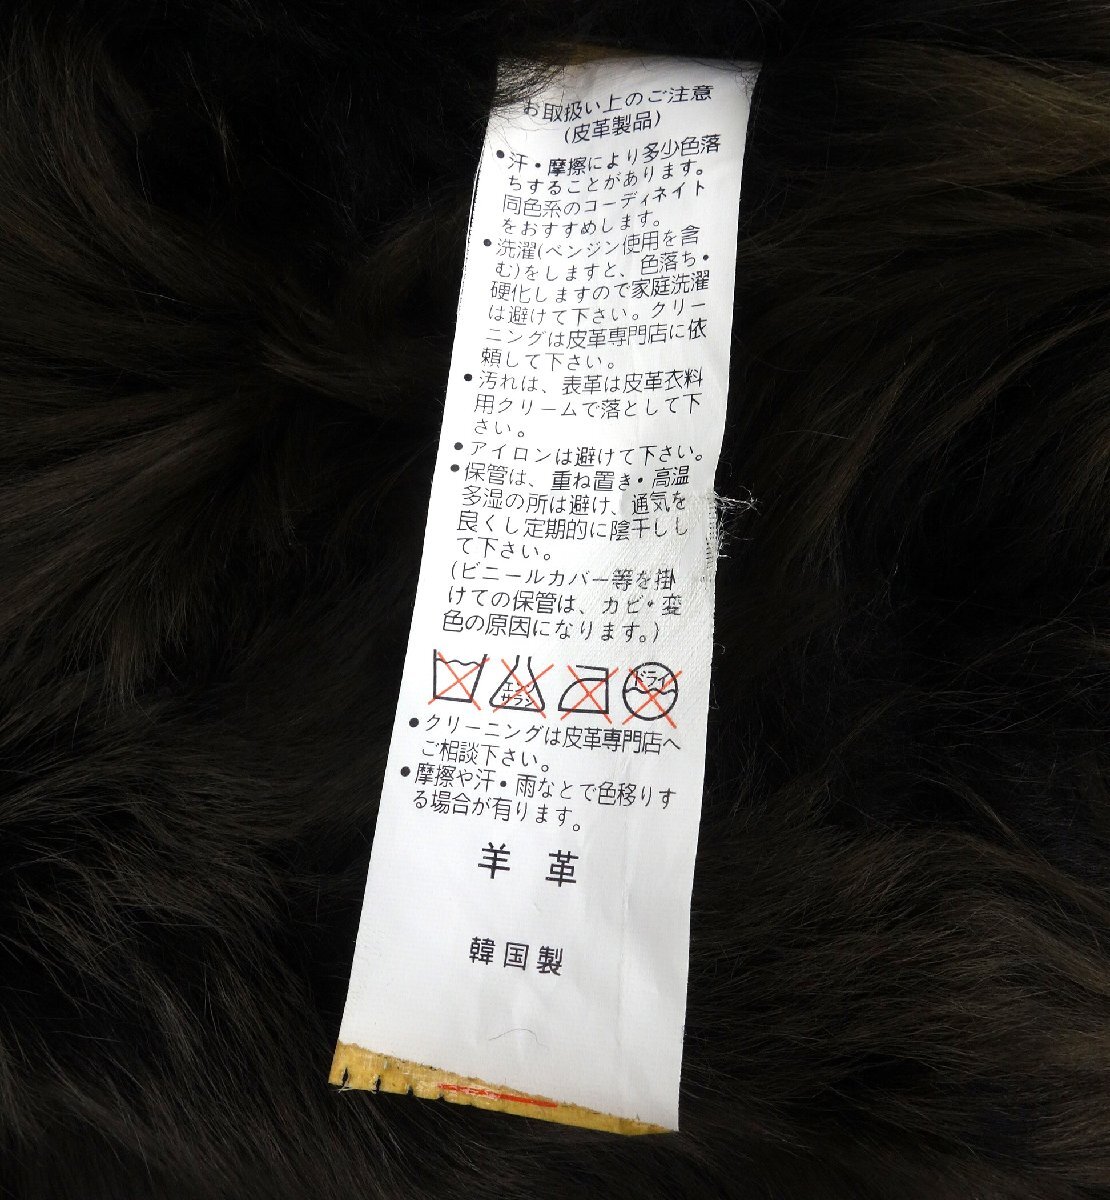 お取扱い上のご注意
(皮革製品)
●汗・摩擦により多少色落
ちすることがあります。
同色系のコーディネイト
をおすすめします。
●洗濯(ベンジン使用を含
む)をしますと、色落ち・
硬化しますので家庭洗濯
は避けて下さい。クリー
ニングは皮革専門店に依
頼して下さい。
●汚れは、表革は皮革衣料
用クリームで落として下
さい。
●アイロンは避けて下さい。
●保管は、重ね置き・高温
多湿の所は避け、通気を
良くし定期的に陰干しし
て下さい。
(ビニールカバー等を掛
けての保管は、カビ・変
色の原因になります。)
エンソ
サラシ
ドライ
●クリーニングは皮革専門店へ
ご相談下さい。
●摩擦や汗・雨なとで色移りす
る場合が有ります。
羊革
韓国製